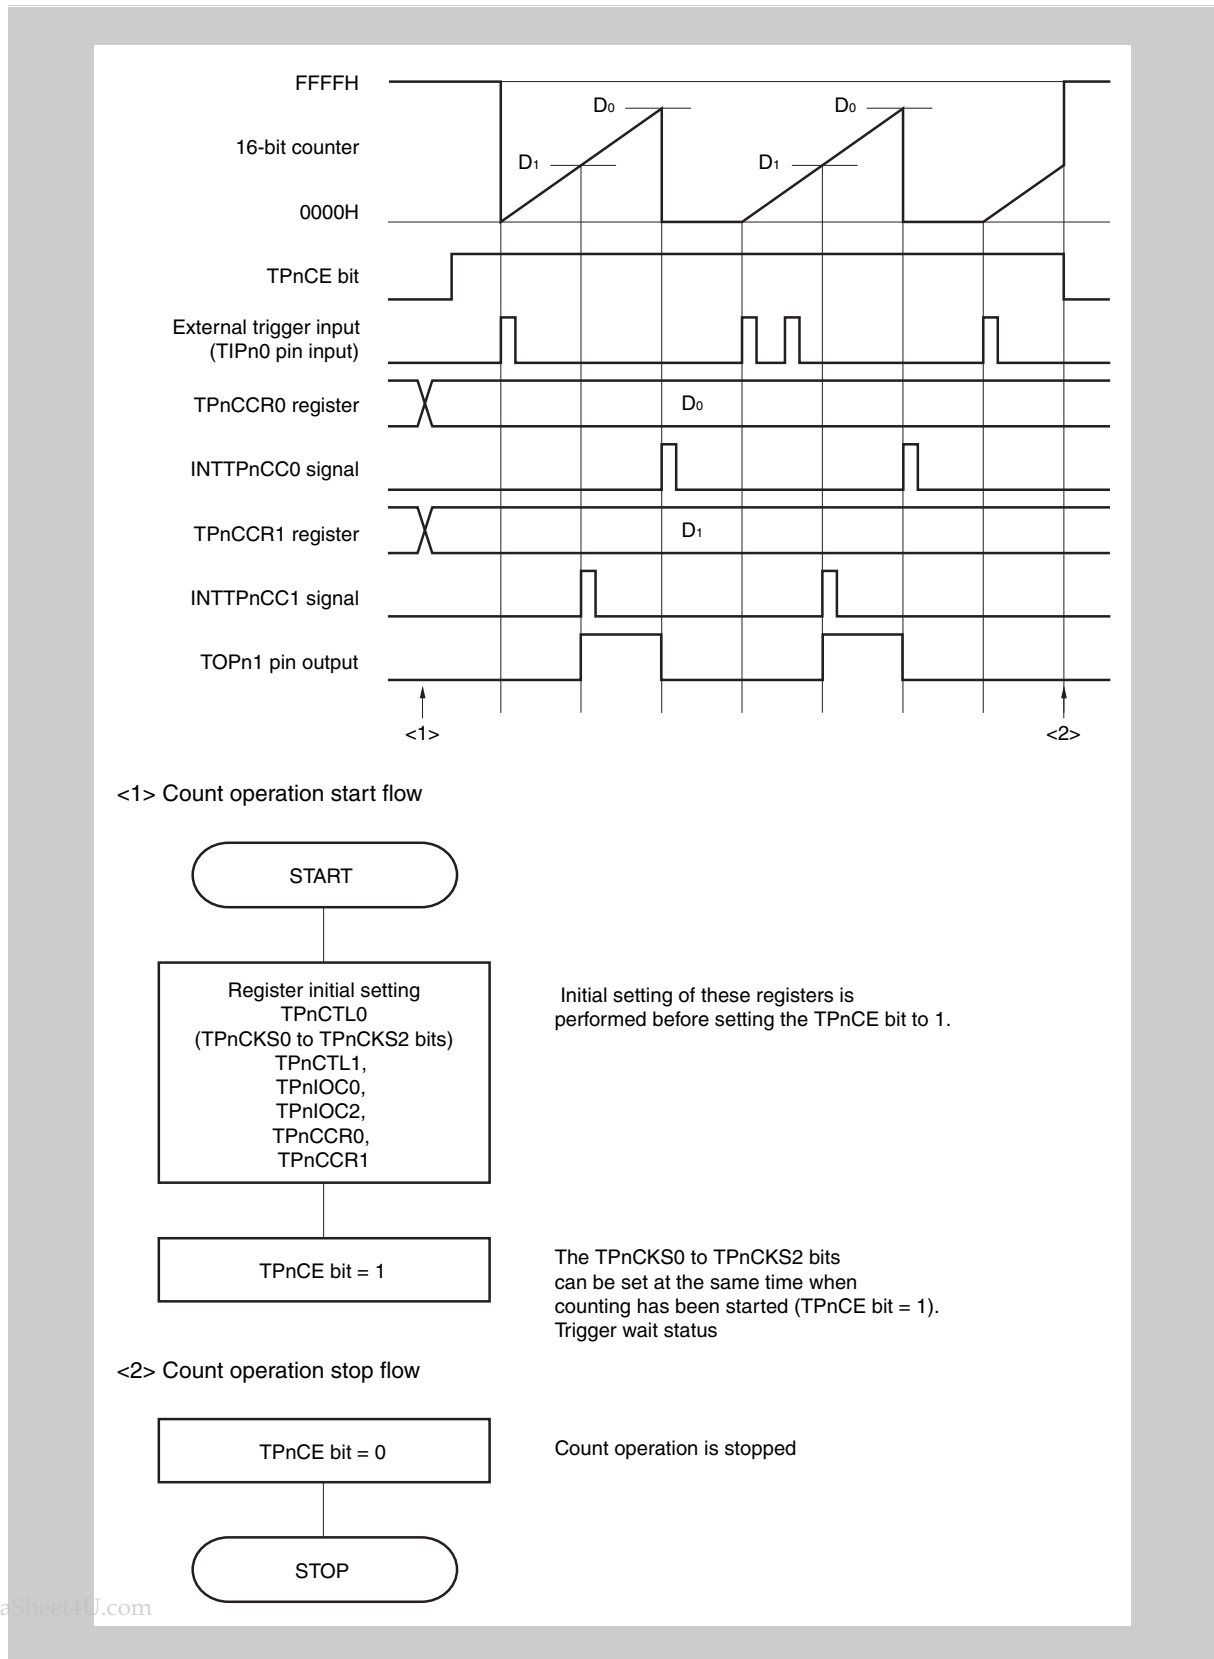 FFFFH
D0
D0
16-bit counter
D1
D1
0000H
TPnCE bit
External trigger input
(TIPn0 pin input)
TPnCCR0 register
D0
INTTPnCC0 signal
TPnCCR1 register
D1
INTTPnCC1 signal
TOPn1 pin output
<1>
<2>
<1> Count operation start flow
START
Register initial setting
TPnCTL0
(TPnCKS0 to TPnCKS2 bits)
TPnCTL1,
TPnIOC0,
TPnIOC2,
TPnCCR0,
TPnCCR1
Initial setting of these registers is
performed before setting the TPnCE bit to 1.
TPnCE bit = 1
The TPnCKS0 to TPnCKS2 bits
can be set at the same time when
counting has been started (TPnCE bit = 1).
Trigger wait status
<2> Count operation stop flow
TPnCE bit = 0
Count operation is stopped
STOP
aSheet4U.com